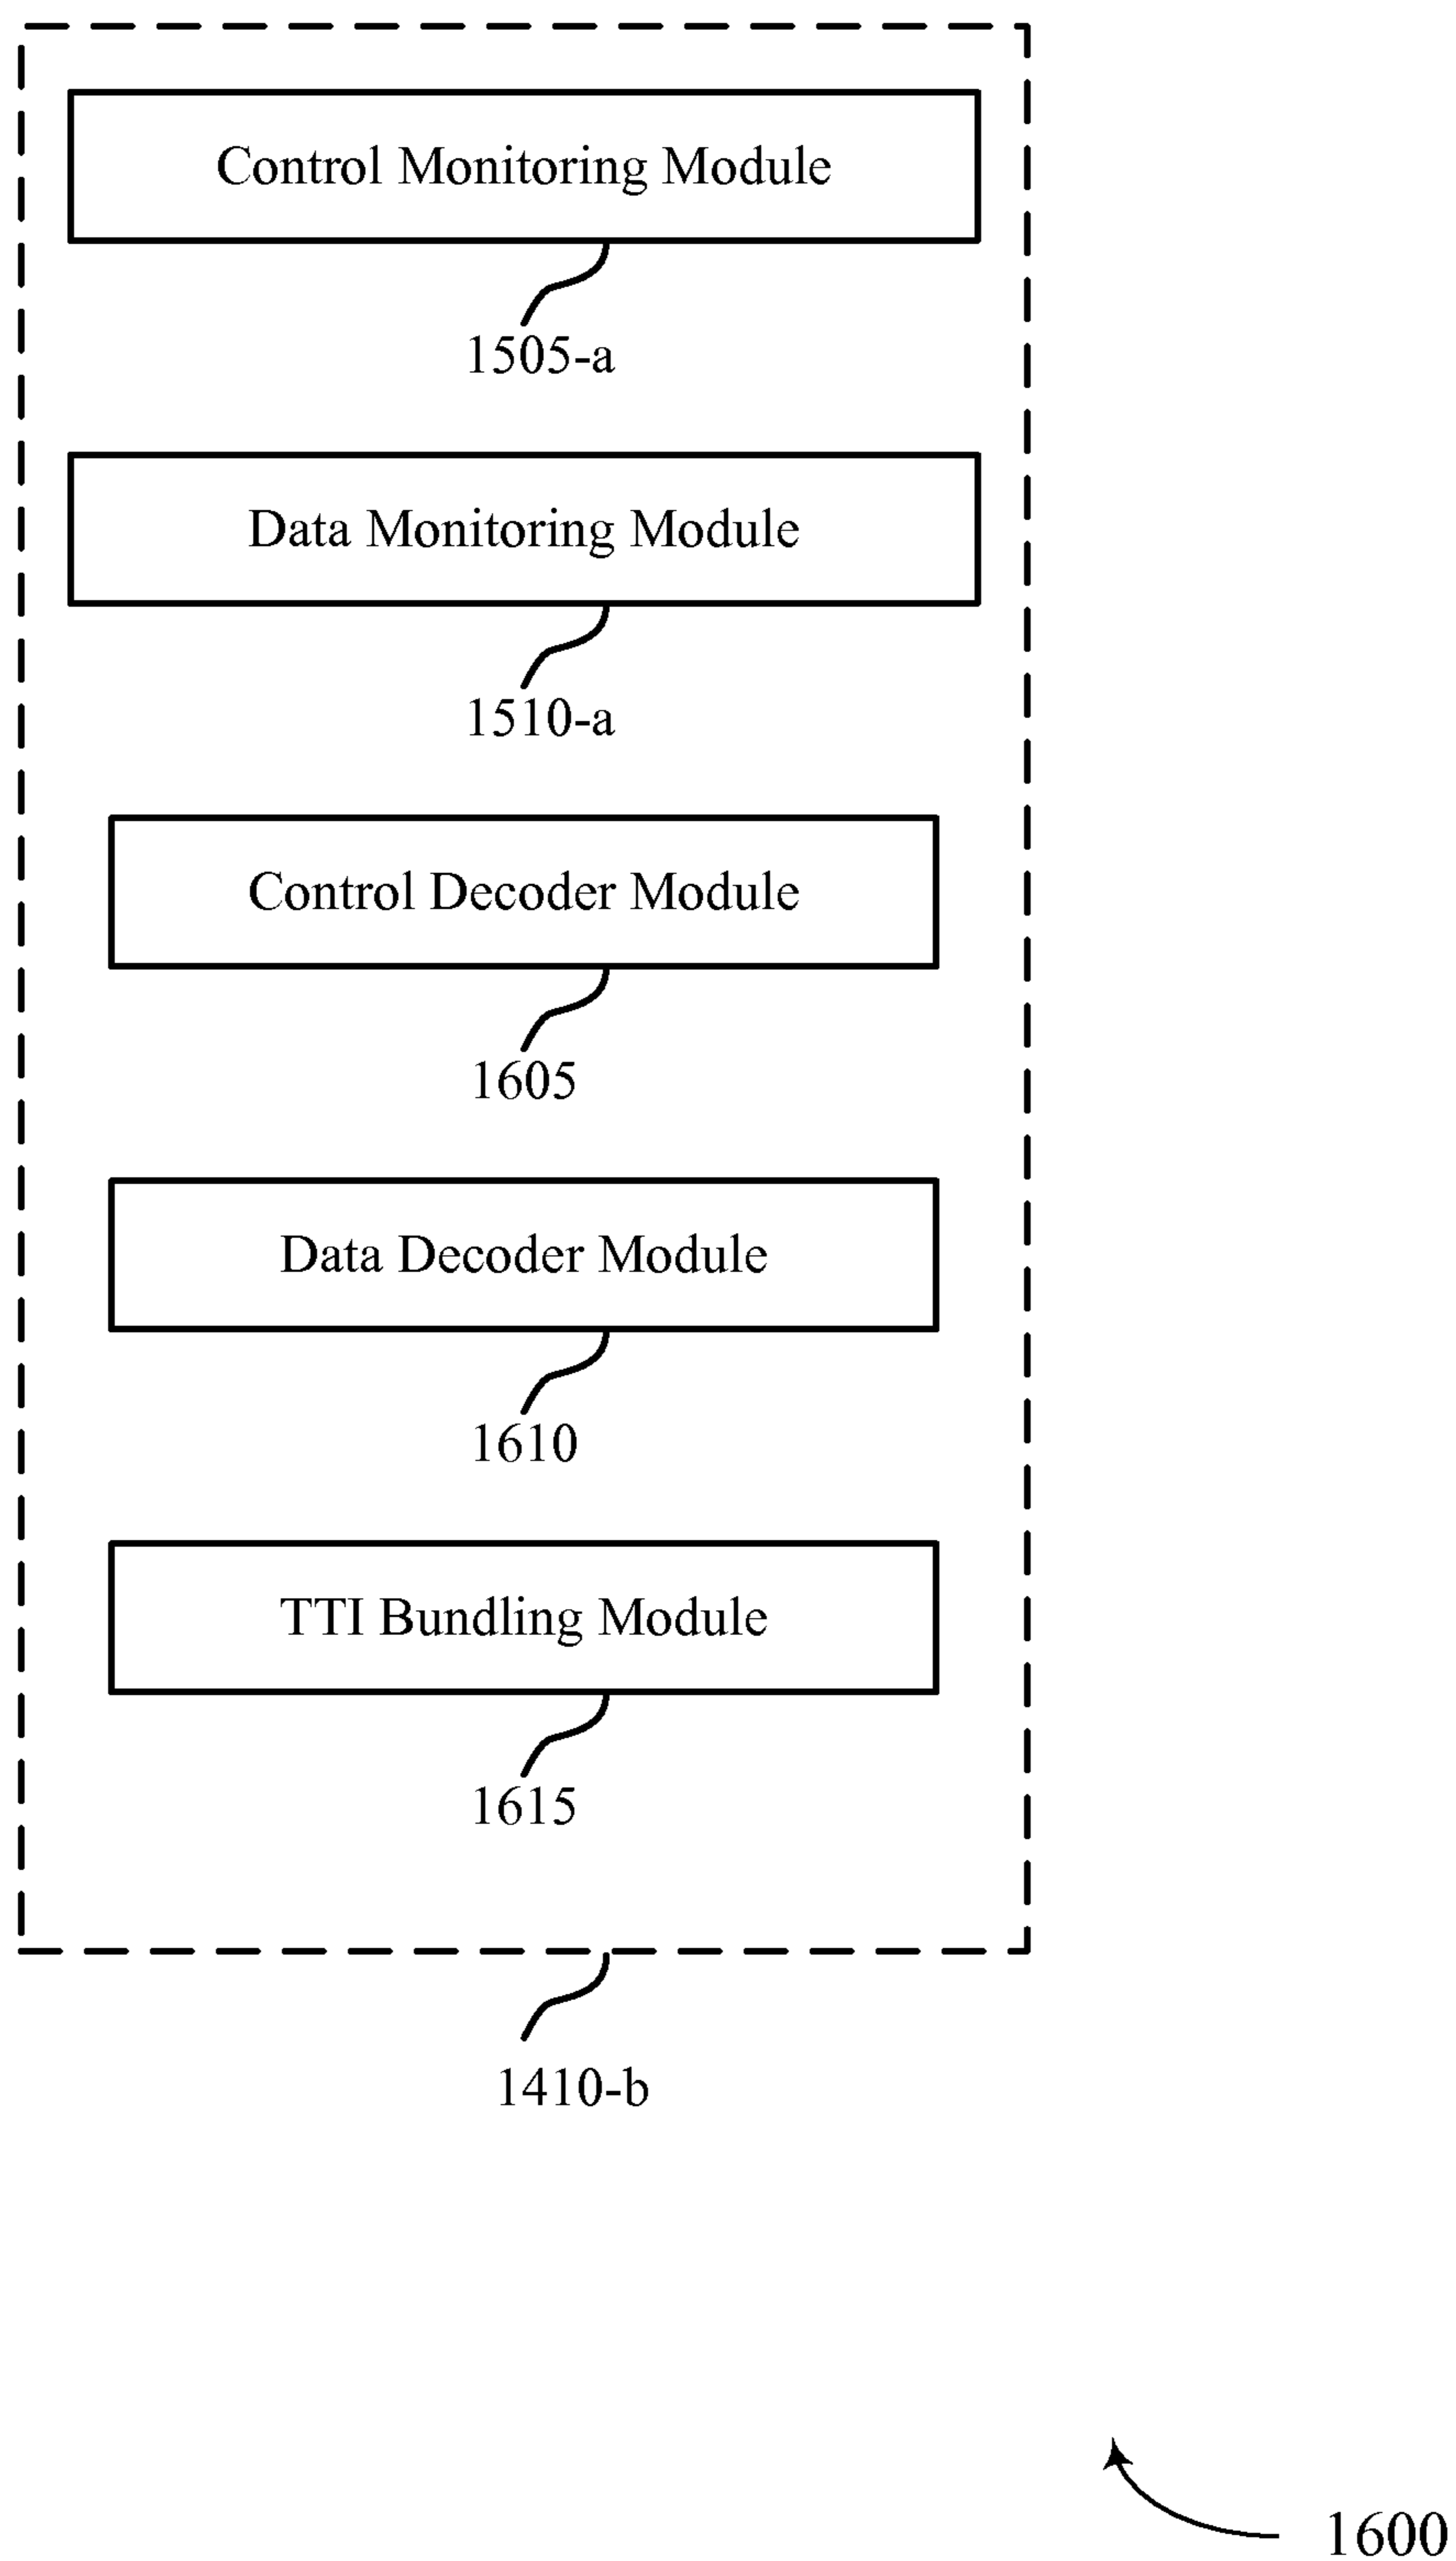 Control Monitoring Module
1505-a
Data Monitoring Module
1510-a
Control Decoder Module
1605
Data Decoder Module
1610
TTI Bundling Module
1615
1410-b
1600